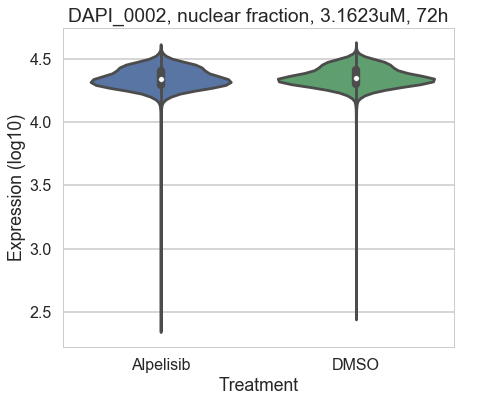 DAPI_0002, nuclear fraction, 3.1623uM, 72h
Expression (log10)
4.5
4.0
3.5
3.0
2.5
Alpelisib DMSO
Treatment